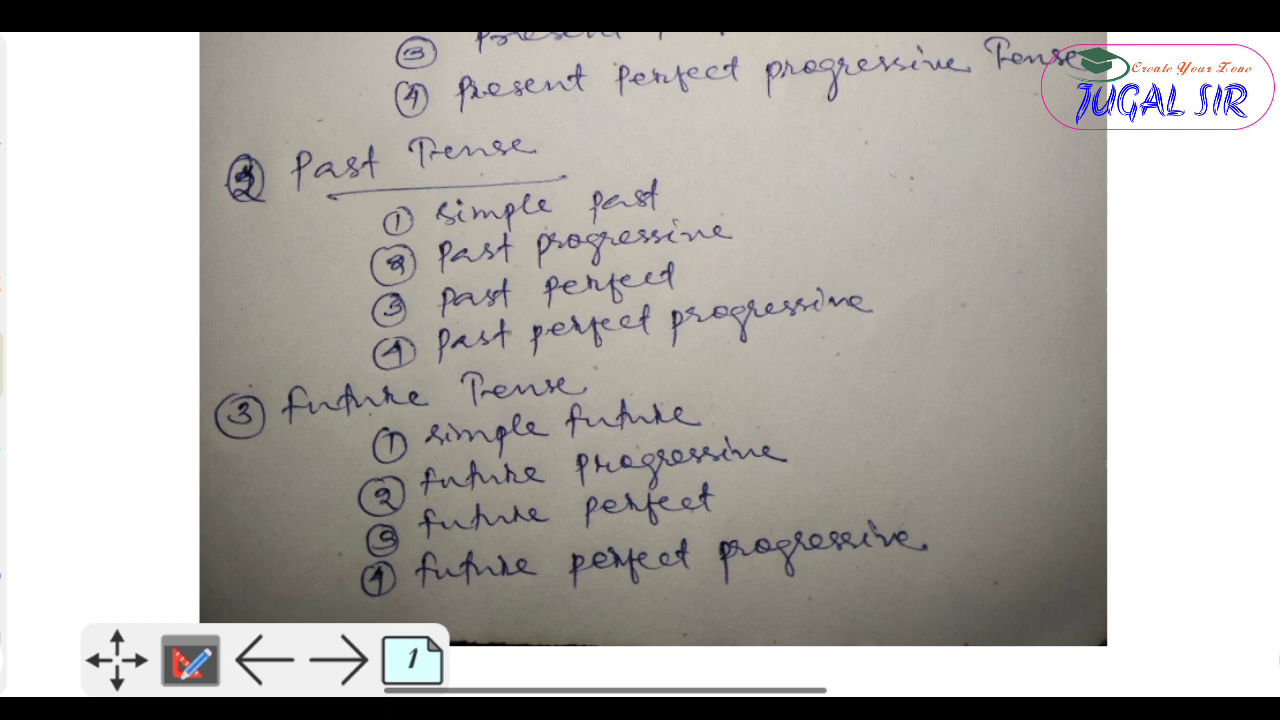 ③ Present
④ Present perfect progressive Tense
Create Your Zone
JUGAL SIR
② Past Tense
① simple past
② Past progressive
③ Past perfect
④ Past perfect progressive
③ Future Tense
① simple future
② future progressive
③ future perfect
④ future perfect progressive
1